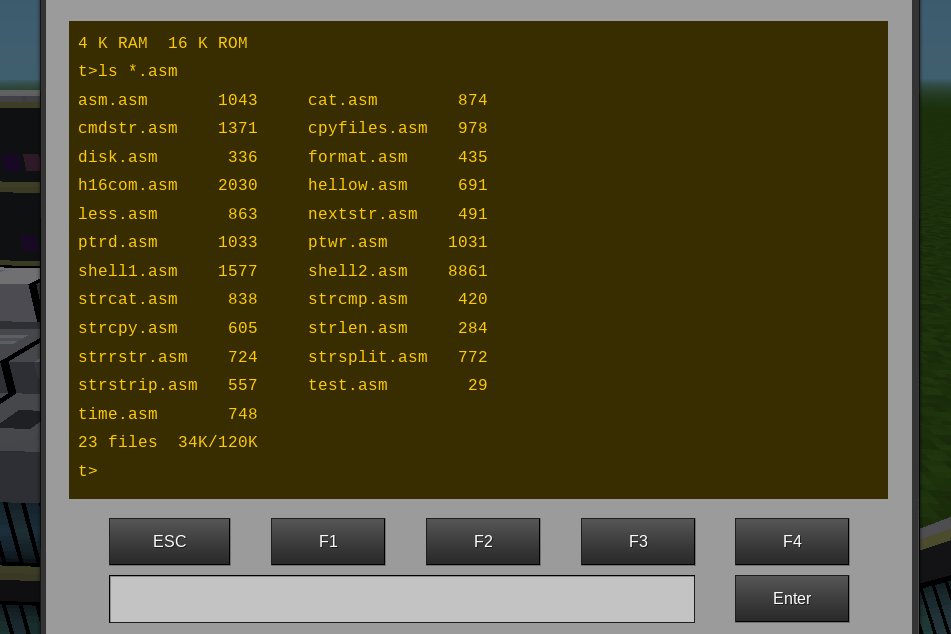 4 K RAM  16 K ROM
t>ls *.asm
asm.asm       1043     cat.asm        874
cmdstr.asm    1371     cpyfiles.asm   978
disk.asm       336     format.asm     435
h16com.asm    2030     hellow.asm     691
less.asm       863     nextstr.asm    491
ptrd.asm      1033     ptwr.asm      1031
shell1.asm    1577     shell2.asm    8861
strcat.asm     838     strcmp.asm     420
strcpy.asm     605     strlen.asm     284
strrstr.asm    724     strsplit.asm   772
strstrip.asm   557     test.asm        29
time.asm       748
23 files  34K/120K
t>
ESC F1 F2 F3 F4
Enter